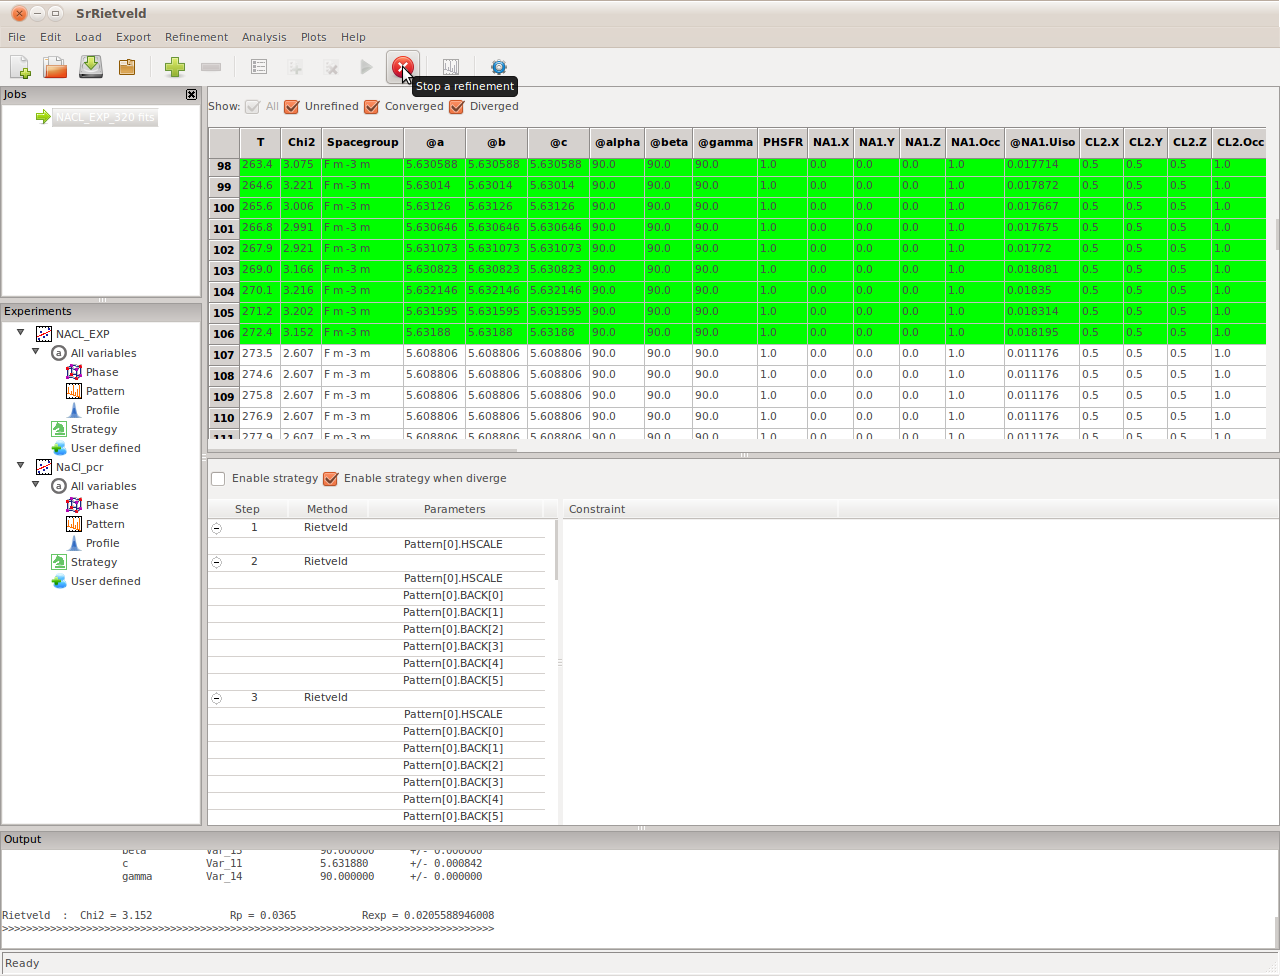 SrRietveld
File Edit Load Export Refinement Analysis Plots Help
Stop a refinement
Jobs
NACL_EXP_320 fits
Show: All Unrefined Converged Diverged
T Chi2 Spacegroup @a @b @c @alpha @beta @gamma PHSFR NA1.X NA1.Y NA1.Z NA1.Occ @NA1.Uiso CL2.X CL2.Y CL2.Z CL2.Occ
98 263.4 3.075 F m -3 m 5.630588 5.630588 5.630588 90.0 90.0 90.0 1.0 0.0 0.0 0.0 1.0 0.017714 0.5 0.5 0.5 1.0
99 264.6 3.221 F m -3 m 5.63014 5.63014 5.63014 90.0 90.0 90.0 1.0 0.0 0.0 0.0 1.0 0.017872 0.5 0.5 0.5 1.0
100 265.6 3.006 F m -3 m 5.63126 5.63126 5.63126 90.0 90.0 90.0 1.0 0.0 0.0 0.0 1.0 0.017667 0.5 0.5 0.5 1.0
101 266.8 2.991 F m -3 m 5.630646 5.630646 5.630646 90.0 90.0 90.0 1.0 0.0 0.0 0.0 1.0 0.017675 0.5 0.5 0.5 1.0
102 267.9 2.921 F m -3 m 5.631073 5.631073 5.631073 90.0 90.0 90.0 1.0 0.0 0.0 0.0 1.0 0.01772 0.5 0.5 0.5 1.0
103 269.0 3.166 F m -3 m 5.630823 5.630823 5.630823 90.0 90.0 90.0 1.0 0.0 0.0 0.0 1.0 0.018081 0.5 0.5 0.5 1.0
104 270.1 3.216 F m -3 m 5.632146 5.632146 5.632146 90.0 90.0 90.0 1.0 0.0 0.0 0.0 1.0 0.01835 0.5 0.5 0.5 1.0
105 271.2 3.202 F m -3 m 5.631595 5.631595 5.631595 90.0 90.0 90.0 1.0 0.0 0.0 0.0 1.0 0.018314 0.5 0.5 0.5 1.0
106 272.4 3.152 F m -3 m 5.63188 5.63188 5.63188 90.0 90.0 90.0 1.0 0.0 0.0 0.0 1.0 0.018195 0.5 0.5 0.5 1.0
107 273.5 2.607 F m -3 m 5.608806 5.608806 5.608806 90.0 90.0 90.0 1.0 0.0 0.0 0.0 1.0 0.011176 0.5 0.5 0.5 1.0
108 274.6 2.607 F m -3 m 5.608806 5.608806 5.608806 90.0 90.0 90.0 1.0 0.0 0.0 0.0 1.0 0.011176 0.5 0.5 0.5 1.0
109 275.8 2.607 F m -3 m 5.608806 5.608806 5.608806 90.0 90.0 90.0 1.0 0.0 0.0 0.0 1.0 0.011176 0.5 0.5 0.5 1.0
110 276.9 2.607 F m -3 m 5.608806 5.608806 5.608806 90.0 90.0 90.0 1.0 0.0 0.0 0.0 1.0 0.011176 0.5 0.5 0.5 1.0
111 277.9 2.607 F m -3 m 5.608806 5.608806 5.608806 90.0 90.0 90.0 1.0 0.0 0.0 0.0 1.0 0.011176 0.5 0.5 0.5 1.0
Experiments
NACL_EXP
All variables
Phase
Pattern
Profile
Strategy
User defined
NaCl_pcr
All variables
Phase
Pattern
Profile
Strategy
User defined
Enable strategy Enable strategy when diverge
Step Method Parameters Constraint
1 Rietveld
Pattern[0].HSCALE
2 Rietveld
Pattern[0].HSCALE
Pattern[0].BACK[0]
Pattern[0].BACK[1]
Pattern[0].BACK[2]
Pattern[0].BACK[3]
Pattern[0].BACK[4]
Pattern[0].BACK[5]
3 Rietveld
Pattern[0].HSCALE
Pattern[0].BACK[0]
Pattern[0].BACK[1]
Pattern[0].BACK[2]
Pattern[0].BACK[3]
Pattern[0].BACK[4]
Pattern[0].BACK[5]
Output
beta Var_13 90.000000 +/- 0.000000
c Var_11 5.631880 +/- 0.000842
gamma Var_14 90.000000 +/- 0.000000
Rietveld : Chi2 = 3.152 Rp = 0.0365 Rexp = 0.0205588946008
>>>>>>>>>>>>>>>>>>>>>>>>>>>>>>>>>>>>>>>>>>>>>>>>>>>>>>>>>>>>>>>>>>>>>>>>>>>>>>>>>>
Ready